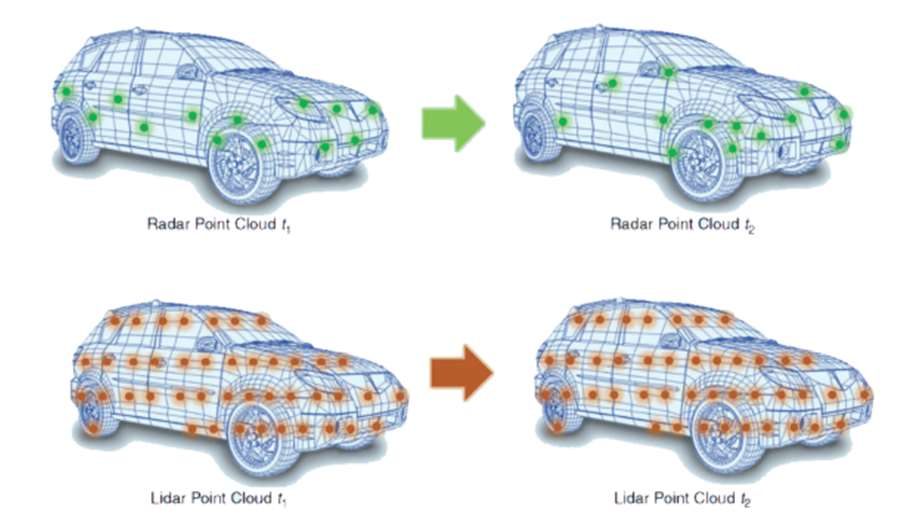 Radar Point Cloud t1
Radar Point Cloud t2
Lidar Point Cloud t1
Lidar Point Cloud t2